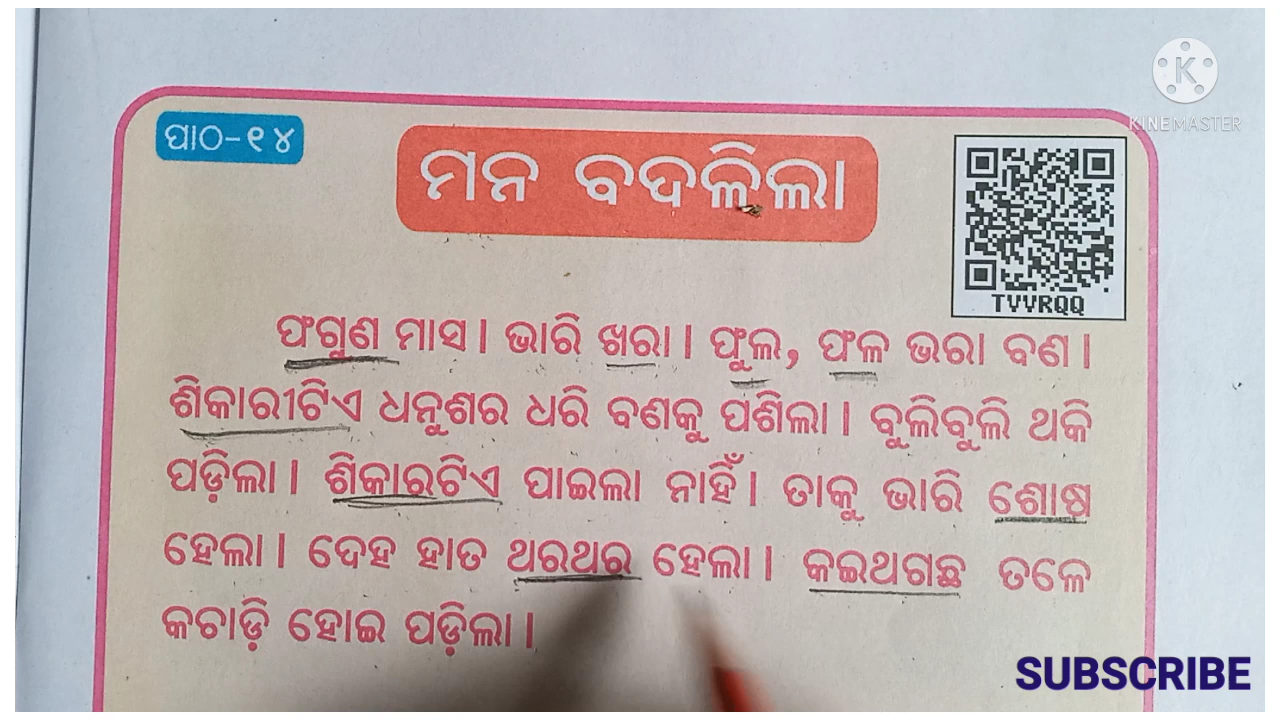 KINEMASTER
ପାଠ-୧୪
ମନ ବଦଳିଲା
TVVRQQ
ଫଗୁଣ ମାସ । ଭାରି ଖରା । ଫୁଲ, ଫଳ ଭରା ବଣ ।
ଶିକାରୀଟିଏ ଧନୁଶର ଧରି ବଣକୁ ପଶିଲା । ବୁଲିବୁଲି ଥକି
ପଡ଼ିଲା । ଶିକାରଟିଏ ପାଇଲା ନାହିଁ । ତାକୁ ଭାରି ଶୋଷ
ହେଲା । ଦେହ ହାତ ଥରଥର ହେଲା । କଇଥଗଛ ତଳେ
କଚାଡ଼ି ହୋଇ ପଡ଼ିଲା ।
SUBSCRIBE